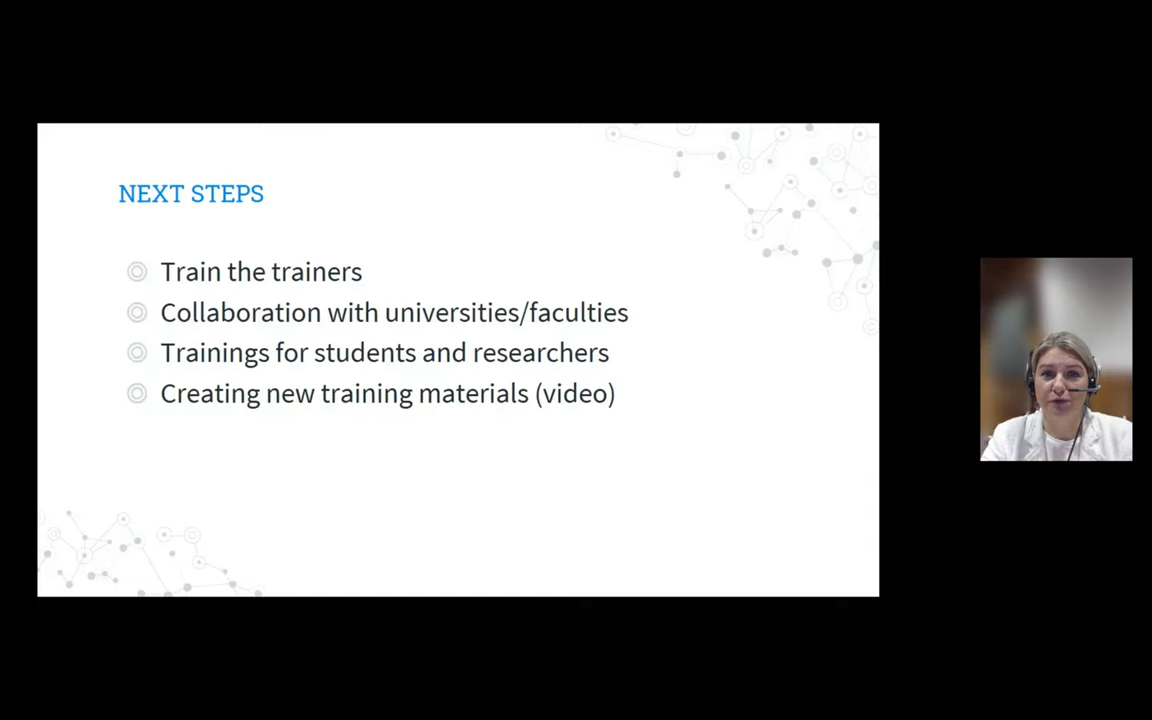 NEXT STEPS
Train the trainers
Collaboration with universities/faculties
Trainings for students and researchers
Creating new training materials (video)